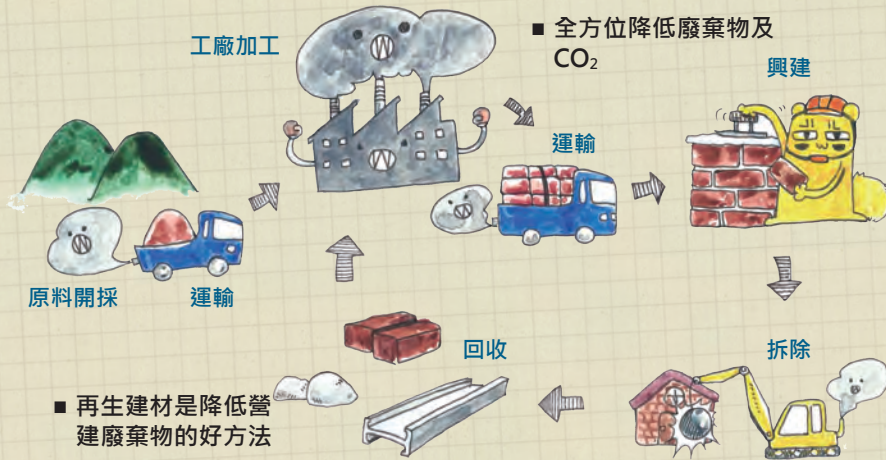 工廠加工
■ 全方位降低廢棄物及
CO₂
興建
運輸
原料開採
運輸
回收
拆除
■ 再生建材是降低營
建廢棄物的好方法